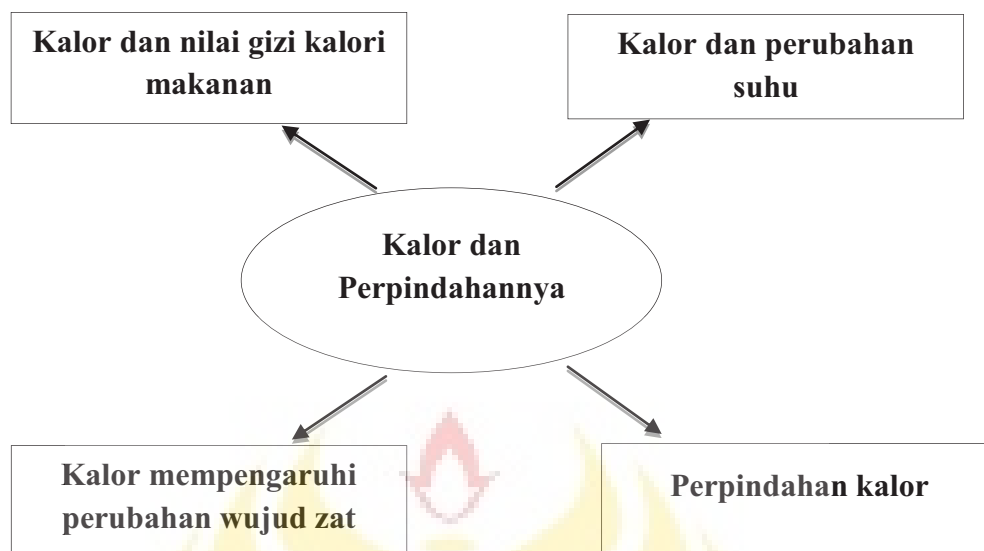 Kalor dan nilai gizi kalori
makanan
Kalor dan perubahan
suhu
Kalor dan
Perpindahannya
Kalor mempengaruhi
perubahan wujud zat
Perpindahan kalor